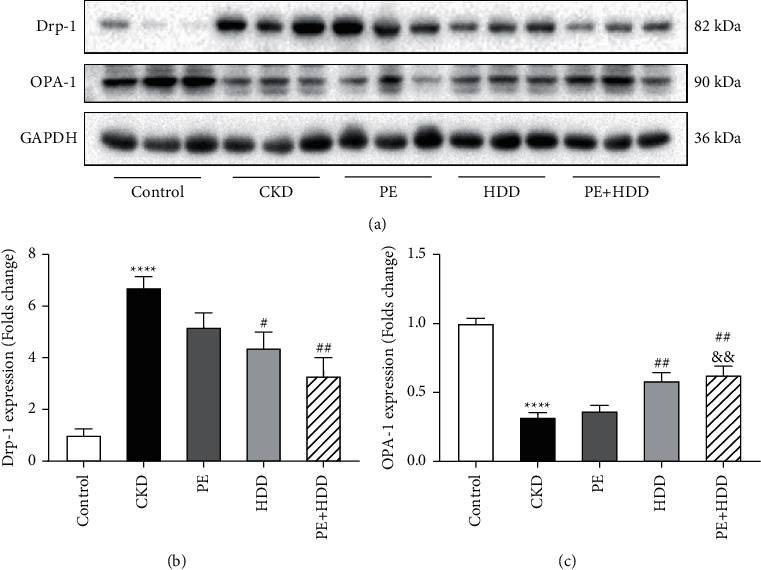 Drp-1 82 kDa
OPA-1 90 kDa
GAPDH 36 kDa
Control CKD PE HDD PE+HDD
(a)
Drp-1 expression (Folds change)
8
6
4
2
0
****
#
##
Control CKD PE HDD PE+HDD
(b)
OPA-1 expression (Folds change)
1.5
1.0
0.5
0.0
****
##
##
&&
Control CKD PE HDD PE+HDD
(c)